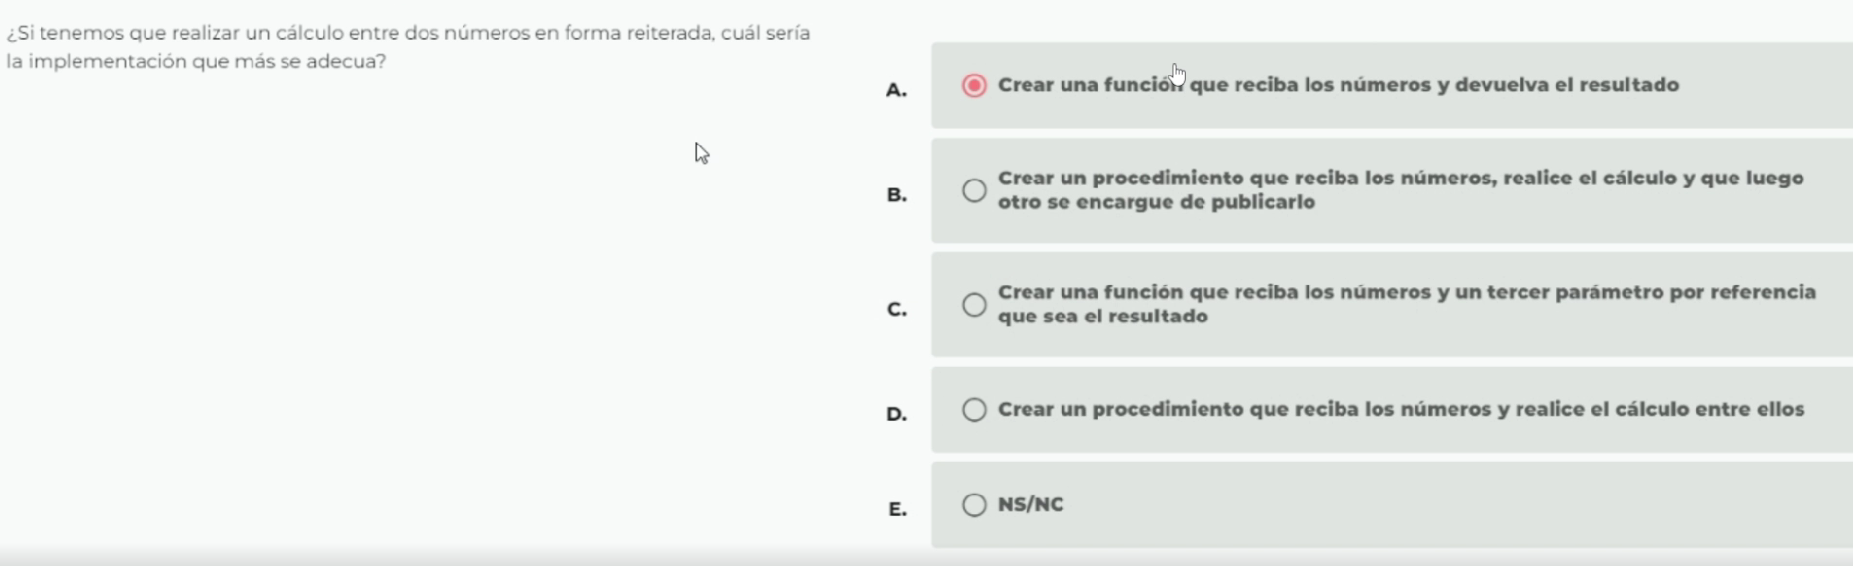 ¿Si tenemos que realizar un cálculo entre dos números en forma reiterada, cuál sería
la implementación que más se adecua?
A. Crear una función que reciba los números y devuelva el resultado
B. Crear un procedimiento que reciba los números, realice el cálculo y que luego
otro se encargue de publicarlo
C. Crear una función que reciba los números y un tercer parámetro por referencia
que sea el resultado
D. Crear un procedimiento que reciba los números y realice el cálculo entre ellos
E. NS/NC